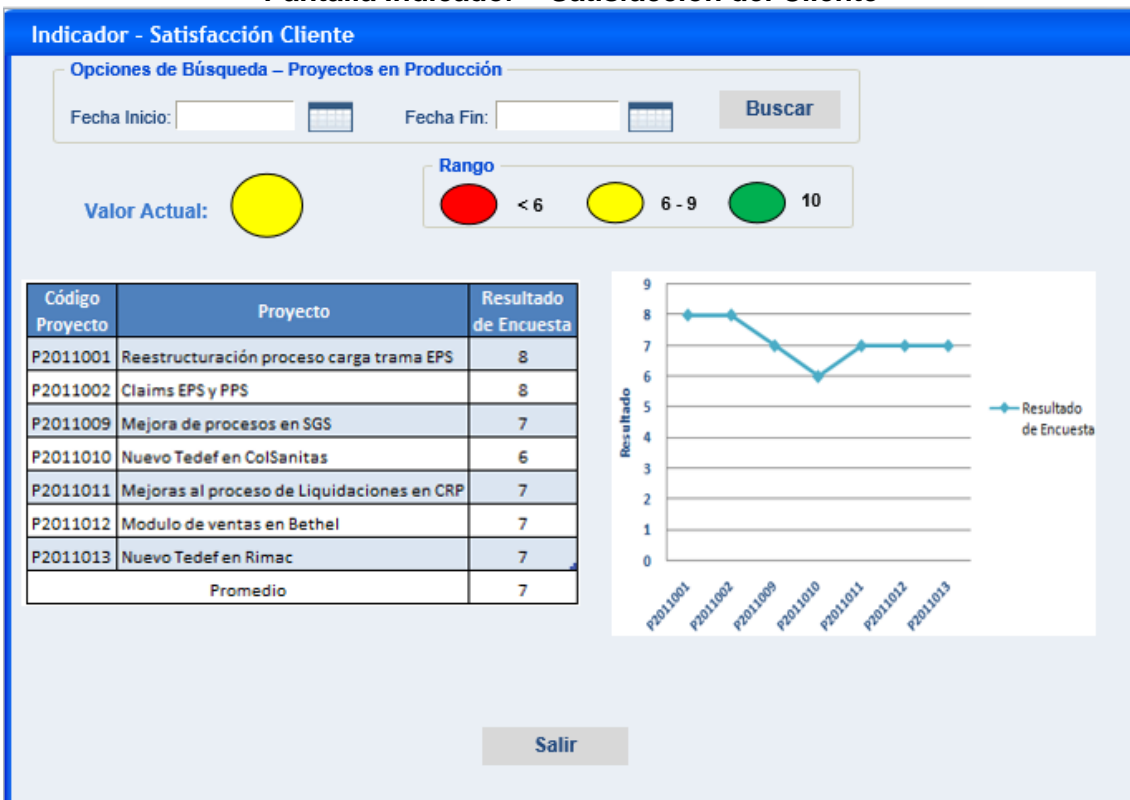 Pantalla Indicador – Satisfacción del Cliente
Indicador - Satisfacción Cliente
Opciones de Búsqueda – Proyectos en Producción
Fecha Inicio:
Fecha Fin:
Buscar
Rango
Valor Actual:
< 6
6 - 9
10
Código Proyecto
Proyecto
Resultado de Encuesta
P2011001 Reestructuración proceso carga trama EPS 8
P2011002 Claims EPS y PPS 8
P2011009 Mejora de procesos en SGS 7
P2011010 Nuevo Tedef en ColSanitas 6
P2011011 Mejoras al proceso de Liquidaciones en CRP 7
P2011012 Modulo de ventas en Bethel 7
P2011013 Nuevo Tedef en Rimac 7
Promedio 7
9
8
7
6
5
4
3
2
1
0
Resultado
P2011001
P2011002
P2011009
P2011010
P2011011
P2011012
P2011013
Resultado
de Encuesta
Salir